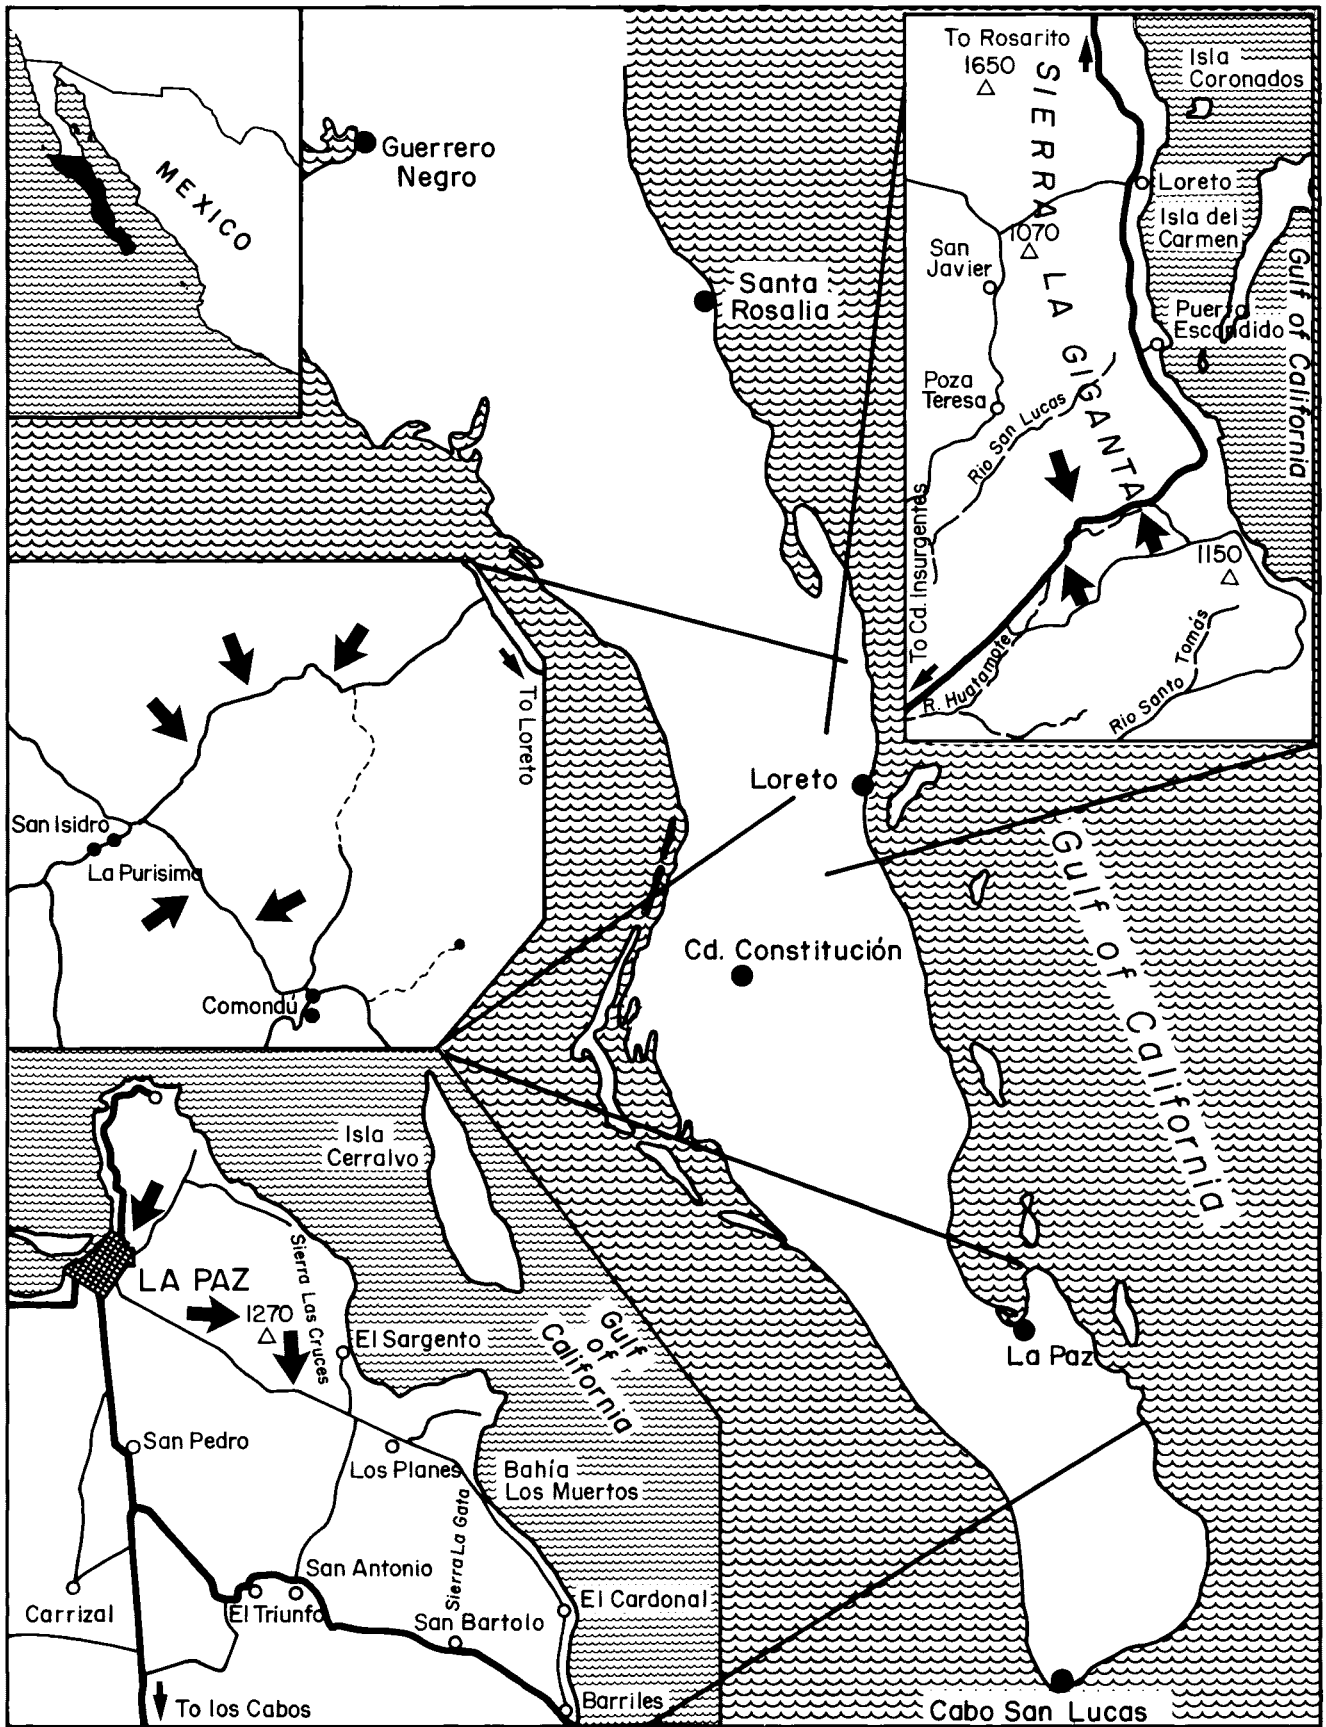 MEXICO
Guerrero
Negro
Santa
Rosalia
Loreto
Cd. Constitución
Gulf of California
La Paz
Cabo San Lucas
To Rosarito
1650
SIERRA LA GIGANTA
Isla
Coronados
Loreto
Isla del
Carmen
1070
San
Javier
Gulf of California
Puerto
Escondido
Poza
Teresa
Rio San Lucas
To Cd. Insurgentes
1150
R. Huatamote
Rio Santo Tomás
To Loreto
San Isidro
La Purisima
Comondú
Isla
Cerralvo
LA PAZ
Sierra Las Cruces
1270
El Sargento
Gulf
of
California
San Pedro
Los Planes
Bahía
Los Muertos
Sierra La Gata
San Antonio
Carrizal
El Triunfo
San Bartolo
El Cardonal
Barriles
To los Cabos